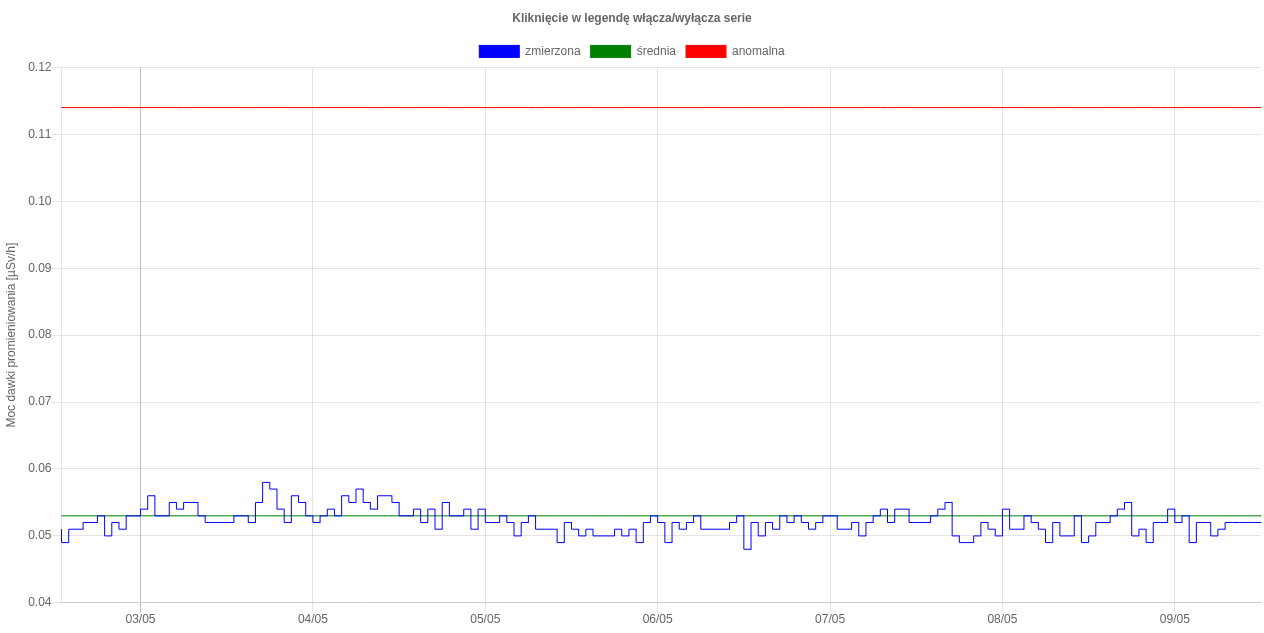 Kliknięcie w legendę włącza/wyłącza serie
zmierzona średnia anomalna
Moc dawki promieniowania [µSv/h]
0.12
0.11
0.10
0.09
0.08
0.07
0.06
0.05
0.04
03/05 04/05 05/05 06/05 07/05 08/05 09/05